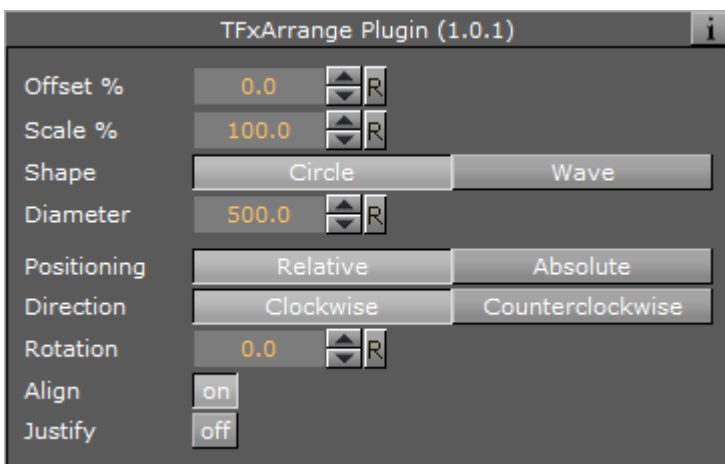 TFxArrange Plugin (1.0.1) i
Offset % 0.0 R
Scale % 100.0 R
Shape Circle Wave
Diameter 500.0 R
Positioning Relative Absolute
Direction Clockwise Counterclockwise
Rotation 0.0 R
Align on
Justify off